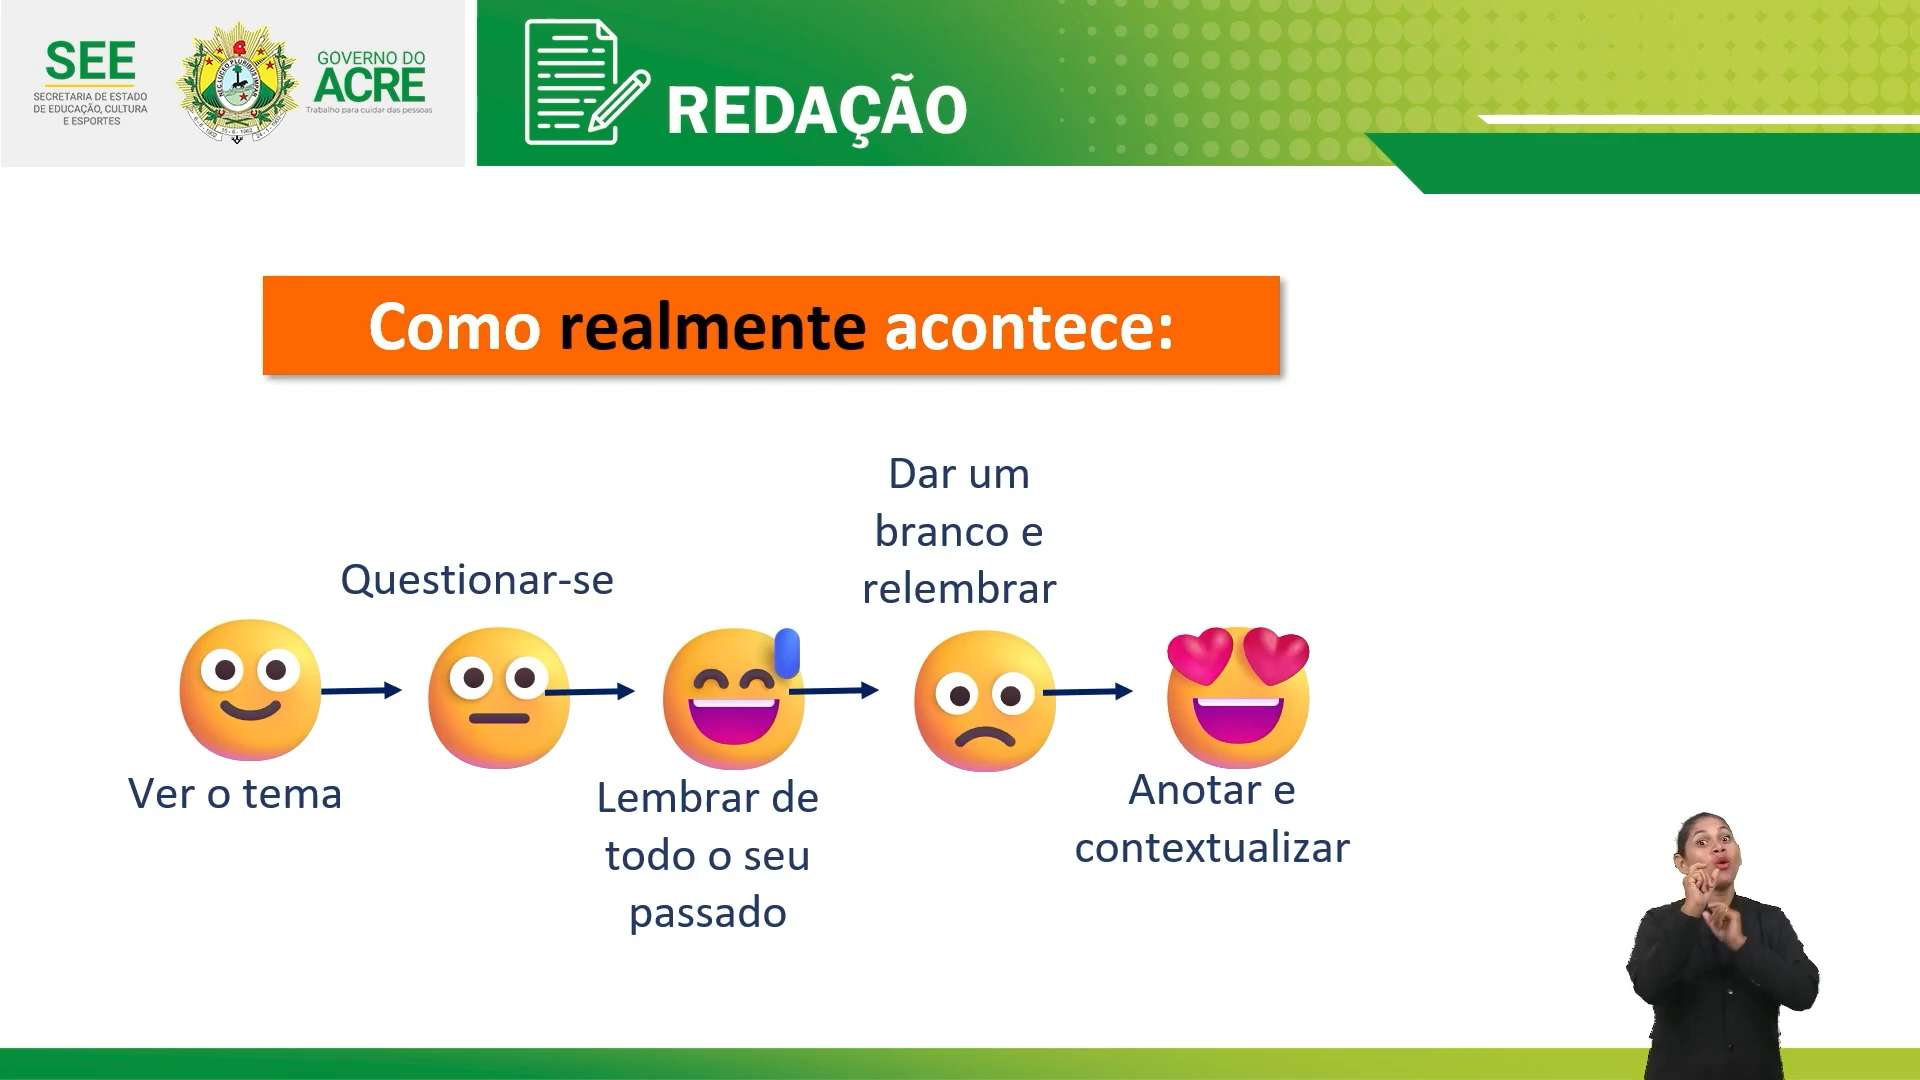 SEE
SECRETARIA DE ESTADO
DE EDUCAÇÃO, CULTURA
E ESPORTES
GOVERNO DO
ACRE
Trabalho para cuidar das pessoas
REDAÇÃO
Como realmente acontece:
Ver o tema
Questionar-se
Lembrar de
todo o seu
passado
Dar um
branco e
relembrar
Anotar e
contextualizar